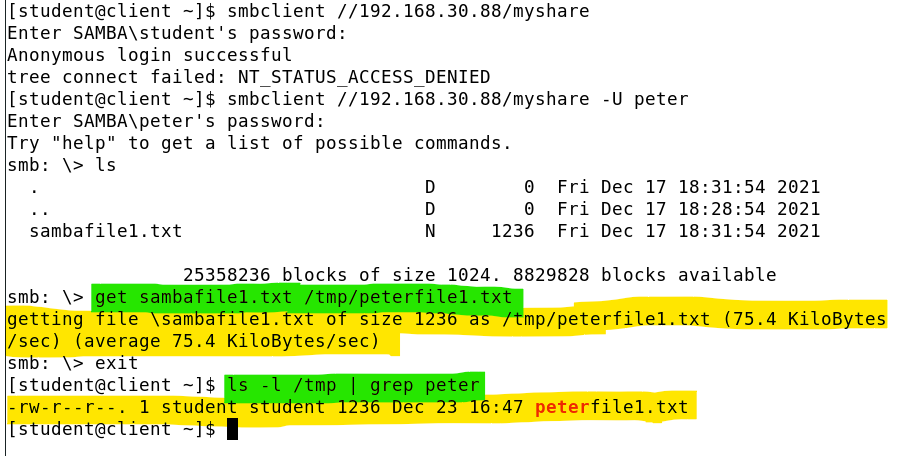 [student@client ~]$ smbclient //192.168.30.88/myshare
Enter SAMBA\student's password:
Anonymous login successful
tree connect failed: NT_STATUS_ACCESS_DENIED
[student@client ~]$ smbclient //192.168.30.88/myshare -U peter
Enter SAMBA\peter's password:
Try "help" to get a list of possible commands.
smb: \> ls
  .                                   D        0  Fri Dec 17 18:31:54 2021
  ..                                  D        0  Fri Dec 17 18:28:54 2021
  sambafile1.txt                      N     1236  Fri Dec 17 18:31:54 2021
                25358236 blocks of size 1024. 8829828 blocks available
smb: \> get sambafile1.txt /tmp/peterfile1.txt
getting file \sambafile1.txt of size 1236 as /tmp/peterfile1.txt (75.4 KiloBytes
/sec) (average 75.4 KiloBytes/sec)
smb: \> exit
[student@client ~]$ ls -l /tmp | grep peter
-rw-r--r--. 1 student student 1236 Dec 23 16:47 peterfile1.txt
[student@client ~]$